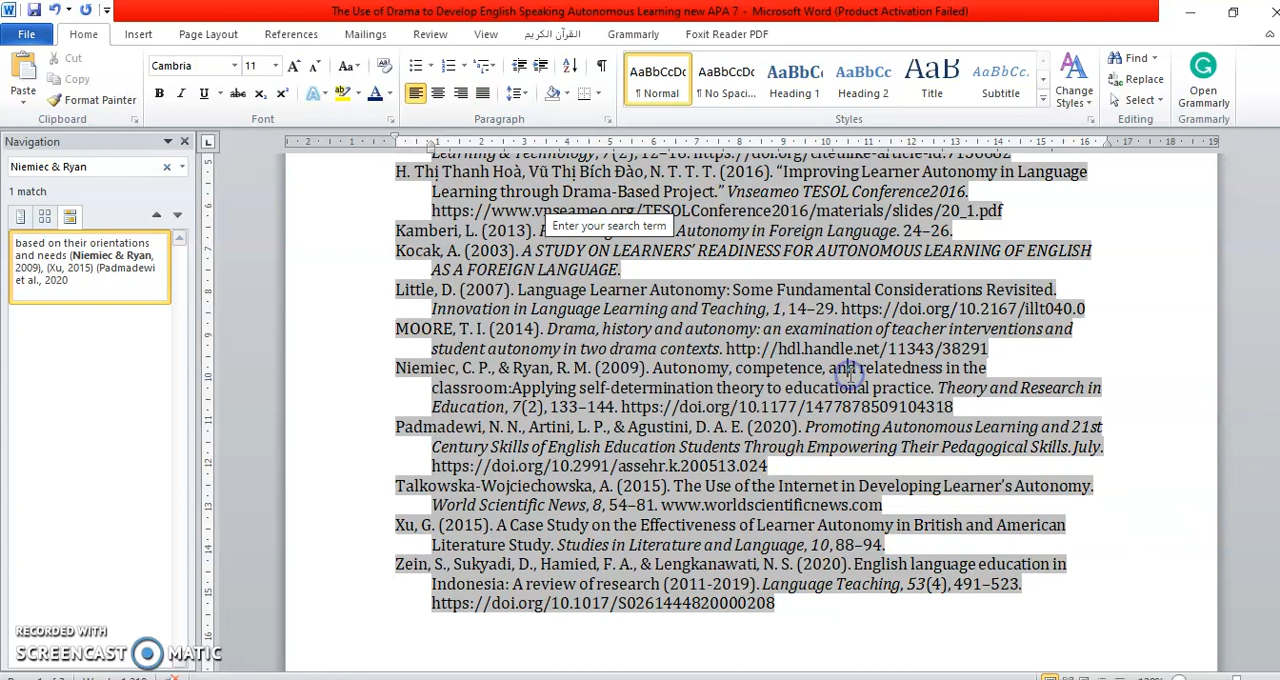 The Use of Drama to Develop English Speaking Autonomous Learning new APA 7 - Microsoft Word (Product Activation Failed)
File Home Insert Page Layout References Mailings Review View القرآن الكريم Grammarly Foxit Reader PDF
Paste
Cut
Copy
Format Painter
Clipboard
Cambria 11
Font
Paragraph
AaBbCcDc AaBbCcDc AaBbC AaBbCc AaB AaBbCc.
¶ Normal ¶ No Spaci... Heading 1 Heading 2 Title Subtitle
Styles
Change Styles
Find
Replace
Select
Editing
Open Grammarly
Grammarly
Navigation
Niemiec & Ryan
1 match
based on their orientations
and needs (Niemiec & Ryan,
2009), (Xu, 2015) (Padmadewi
et al., 2020
Learning & Technology, 7(2), 12–16. https://doi.org/citeulike-article-id:7136682
H. Thị Thanh Hoà, Vũ Thị Bích Đào, N. T. T. T. (2016). “Improving Learner Autonomy in Language
Learning through Drama-Based Project.” Vnseameo TESOL Conference2016.
https://www.vnseameo.org/TESOLConference2016/materials/slides/20_1.pdf
Enter your search term
Kamberi, L. (2013). Autonomy in Foreign Language. 24–26.
Kocak, A. (2003). A STUDY ON LEARNERS’ READINESS FOR AUTONOMOUS LEARNING OF ENGLISH
AS A FOREIGN LANGUAGE.
Little, D. (2007). Language Learner Autonomy: Some Fundamental Considerations Revisited.
Innovation in Language Learning and Teaching, 1, 14–29. https://doi.org/10.2167/illt040.0
MOORE, T. I. (2014). Drama, history and autonomy: an examination of teacher interventions and
student autonomy in two drama contexts. http://hdl.handle.net/11343/38291
Niemiec, C. P., & Ryan, R. M. (2009). Autonomy, competence, and relatedness in the
classroom:Applying self-determination theory to educational practice. Theory and Research in
Education, 7(2), 133–144. https://doi.org/10.1177/1477878509104318
Padmadewi, N. N., Artini, L. P., & Agustini, D. A. E. (2020). Promoting Autonomous Learning and 21st
Century Skills of English Education Students Through Empowering Their Pedagogical Skills. July.
https://doi.org/10.2991/assehr.k.200513.024
Talkowska-Wojciechowska, A. (2015). The Use of the Internet in Developing Learner’s Autonomy.
World Scientific News, 8, 54–81. www.worldscientificnews.com
Xu, G. (2015). A Case Study on the Effectiveness of Learner Autonomy in British and American
Literature Study. Studies in Literature and Language, 10, 88–94.
Zein, S., Sukyadi, D., Hamied, F. A., & Lengkanawati, N. S. (2020). English language education in
Indonesia: A review of research (2011-2019). Language Teaching, 53(4), 491–523.
https://doi.org/10.1017/S0261444820000208
RECORDED WITH
SCREENCAST MATIC